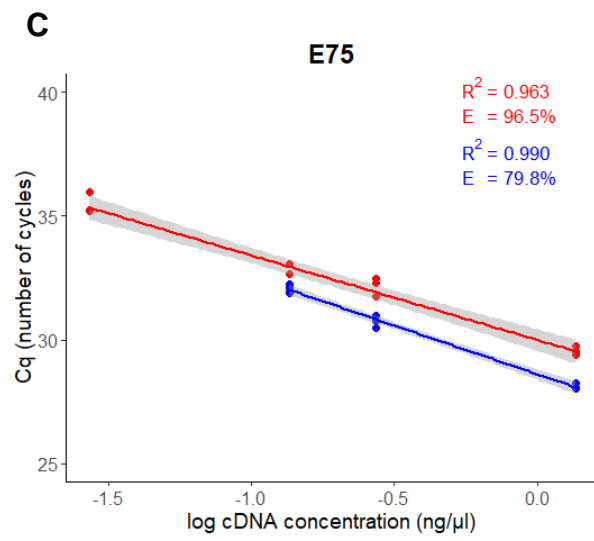 C
E75
R² = 0.963
E = 96.5%
R² = 0.990
E = 79.8%
40
35
30
25
Cq (number of cycles)
-1.5 -1.0 -0.5 0.0
log cDNA concentration (ng/µl)